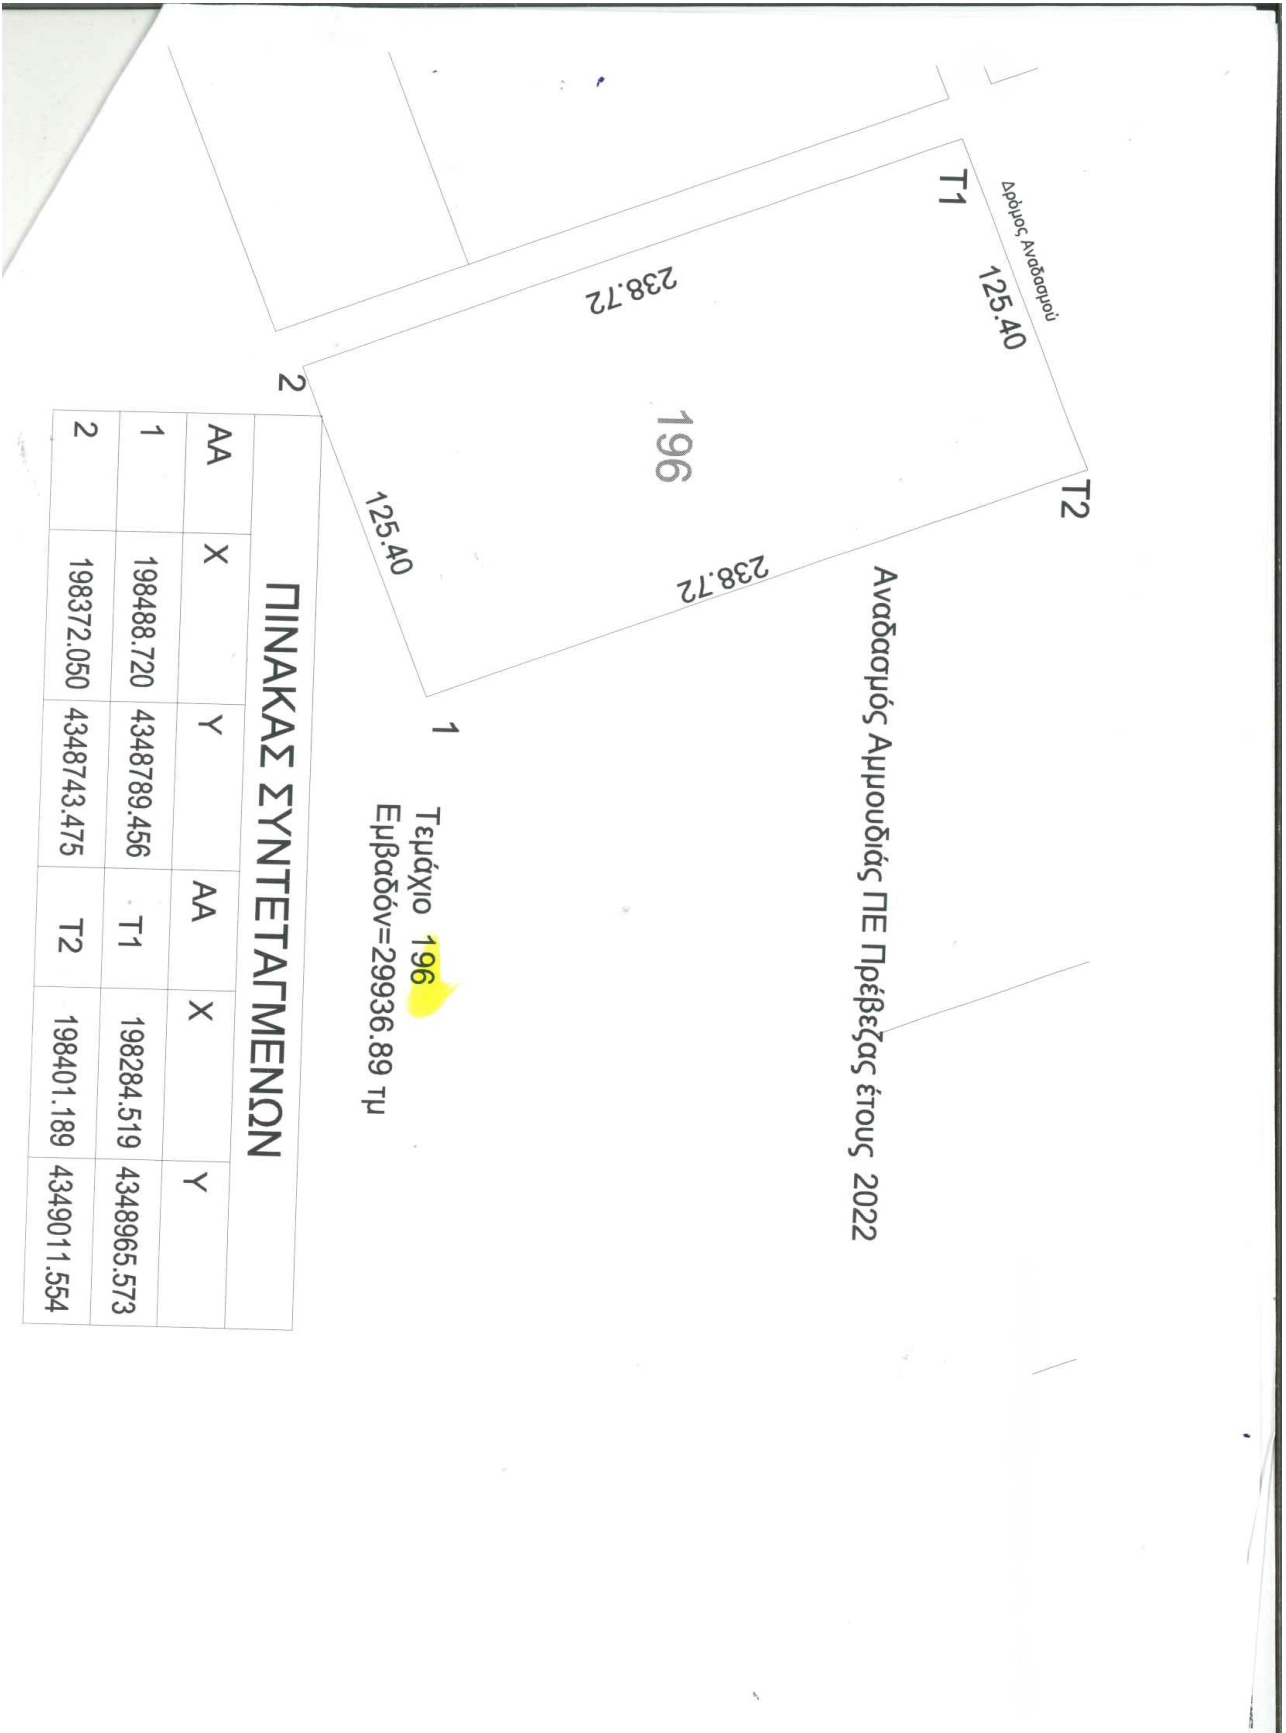 Αναδασμός Αμμουδιάς ΠΕ Πρέβεζας έτους 2022
Δρόμος Αναδασμού
T1
125.40
T2
238.72
196
238.72
2
125.40
1
Τεμάχιο 196
Εμβαδόν=29936.89 τμ
ΠΙΝΑΚΑΣ ΣΥΝΤΕΤΑΓΜΕΝΩΝ
ΑΑ X Y ΑΑ X Y
1 198488.720 4348789.456 T1 198284.519 4348965.573
2 198372.050 4348743.475 T2 198401.189 4349011.554